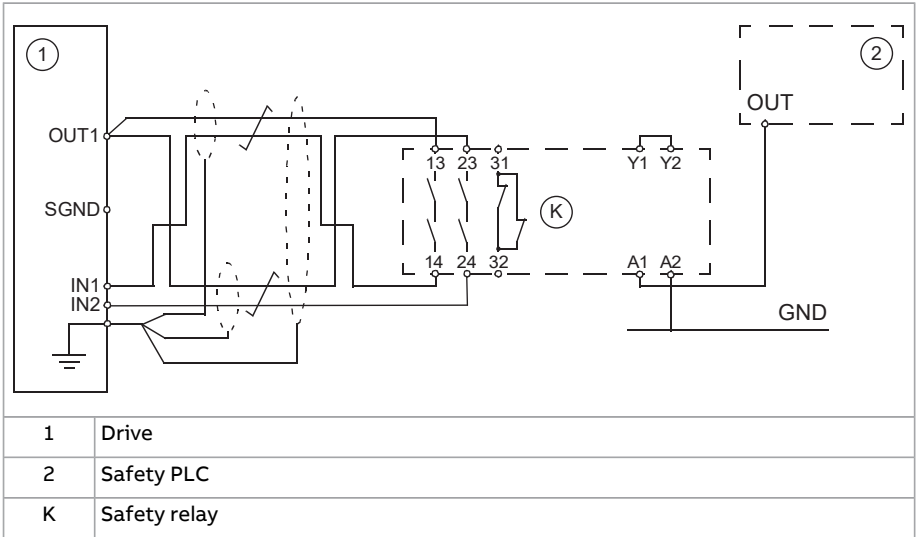 1
2
OUT
OUT1
13 23 31
Y1 Y2
SGND
K
14 24 32
A1 A2
IN1
IN2
GND
1 Drive
2 Safety PLC
K Safety relay